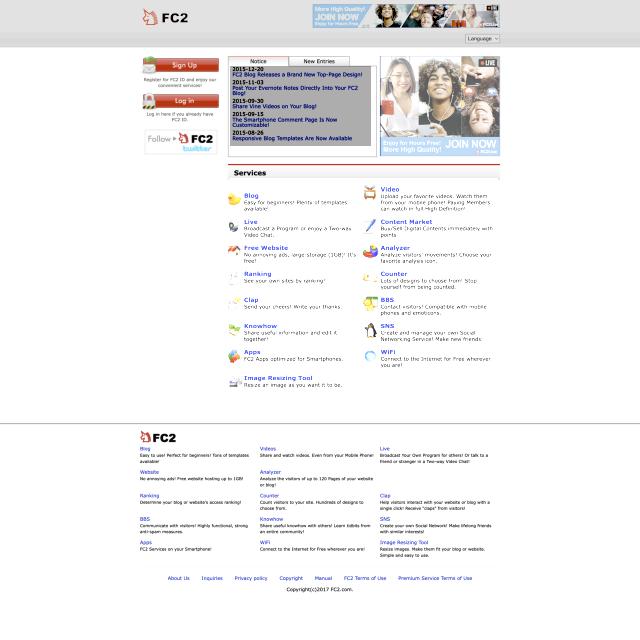 FC2
More High Quality!
JOIN NOW
Enjoy for Hours Free!
LIVE
Language
Sign Up
Register for FC2 ID and enjoy our
convenient services!
Log in
Log in here if you already have
FC2 ID.
Follow FC2
twitter
Notice
New Entries
2015-12-20
FC2 Blog Releases a Brand New Top-Page Design!
2015-11-03
Post Your Evernote Notes Directly Into Your FC2
Blog!
2015-09-30
Share Vine Videos on Your Blog!
2015-09-15
The Smartphone Comment Page Is Now
Customizable!
2015-08-26
Responsive Blog Templates Are Now Available
LIVE
Enjoy for Hours Free!
More High Quality!
JOIN NOW
Services
Blog
Easy for beginners! Plenty of templates
available!
Video
Upload your favorite videos. Watch them
from your mobile phone! Paying Members
can watch in full High Definition!
Live
Broadcast a Program or enjoy a Two-way
Video Chat.
Content Market
Buy/Sell Digital Contents immediately with
points
Free Website
No annoying ads, large storage (1GB)! It's
free!
Analyzer
Analyze visitors' movements! Choose your
favorite analysis icon.
Ranking
See your own sites by ranking!
Counter
Lots of designs to choose from! Stop
yourself from being counted.
Clap
Send your cheers! Write your thanks.
BBS
Contact visitors! Compatible with mobile
phones and emoticons.
Knowhow
Share useful information and edit it
together!
SNS
Create and manage your own Social
Networking Service! Make new friends.
Apps
FC2 Apps optimized for Smartphones.
WiFi
Connect to the Internet for Free wherever
you are!
Image Resizing Tool
Resize an image as you want it to be.
FC2
Blog
Easy to use! Perfect for beginners! Tons of templates
available!
Videos
Share and watch videos. Even from your Mobile Phone!
Live
Broadcast Your Own Program for others! Or talk to a
friend or stranger in a Two-way Video Chat!
Website
No annoying ads! Free website hosting up to 1GB!
Analyzer
Analyze the visitors of up to 120 Pages of your website
or blog!
Ranking
Determine your blog or website's access ranking!
Counter
Count visitors to your site. Hundreds of designs to
choose from.
Clap
Help visitors interact with your website or blog with a
single click! Receive "claps" from visitors!
BBS
Communicate with visitors! Highly functional, strong
anti-spam measures.
Knowhow
Share useful knowhow with others! Learn tidbits from
an entire community!
SNS
Create your own Social Network! Make lifelong friends
with similar interests!
Apps
FC2 Services on your Smartphone!
WiFi
Connect to the Internet for Free wherever you are!
Image Resizing Tool
Resize images. Make them fit your blog or website.
Simple and easy to use.
About Us Inquiries Privacy policy Copyright Manual FC2 Terms of Use Premium Service Terms of Use
Copyright(c)2017 FC2.com.